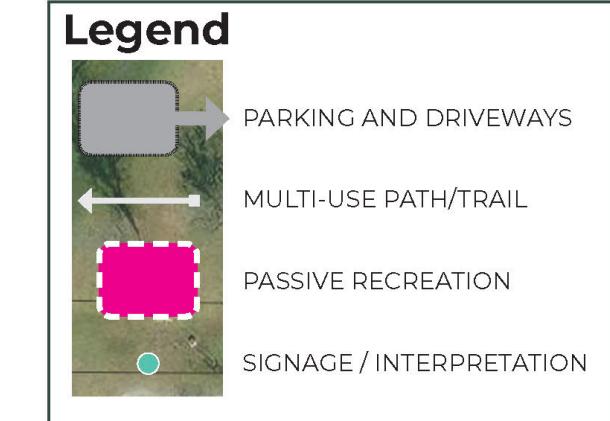 Legend
PARKING AND DRIVEWAYS
MULTI-USE PATH/TRAIL
PASSIVE RECREATION
SIGNAGE / INTERPRETATION